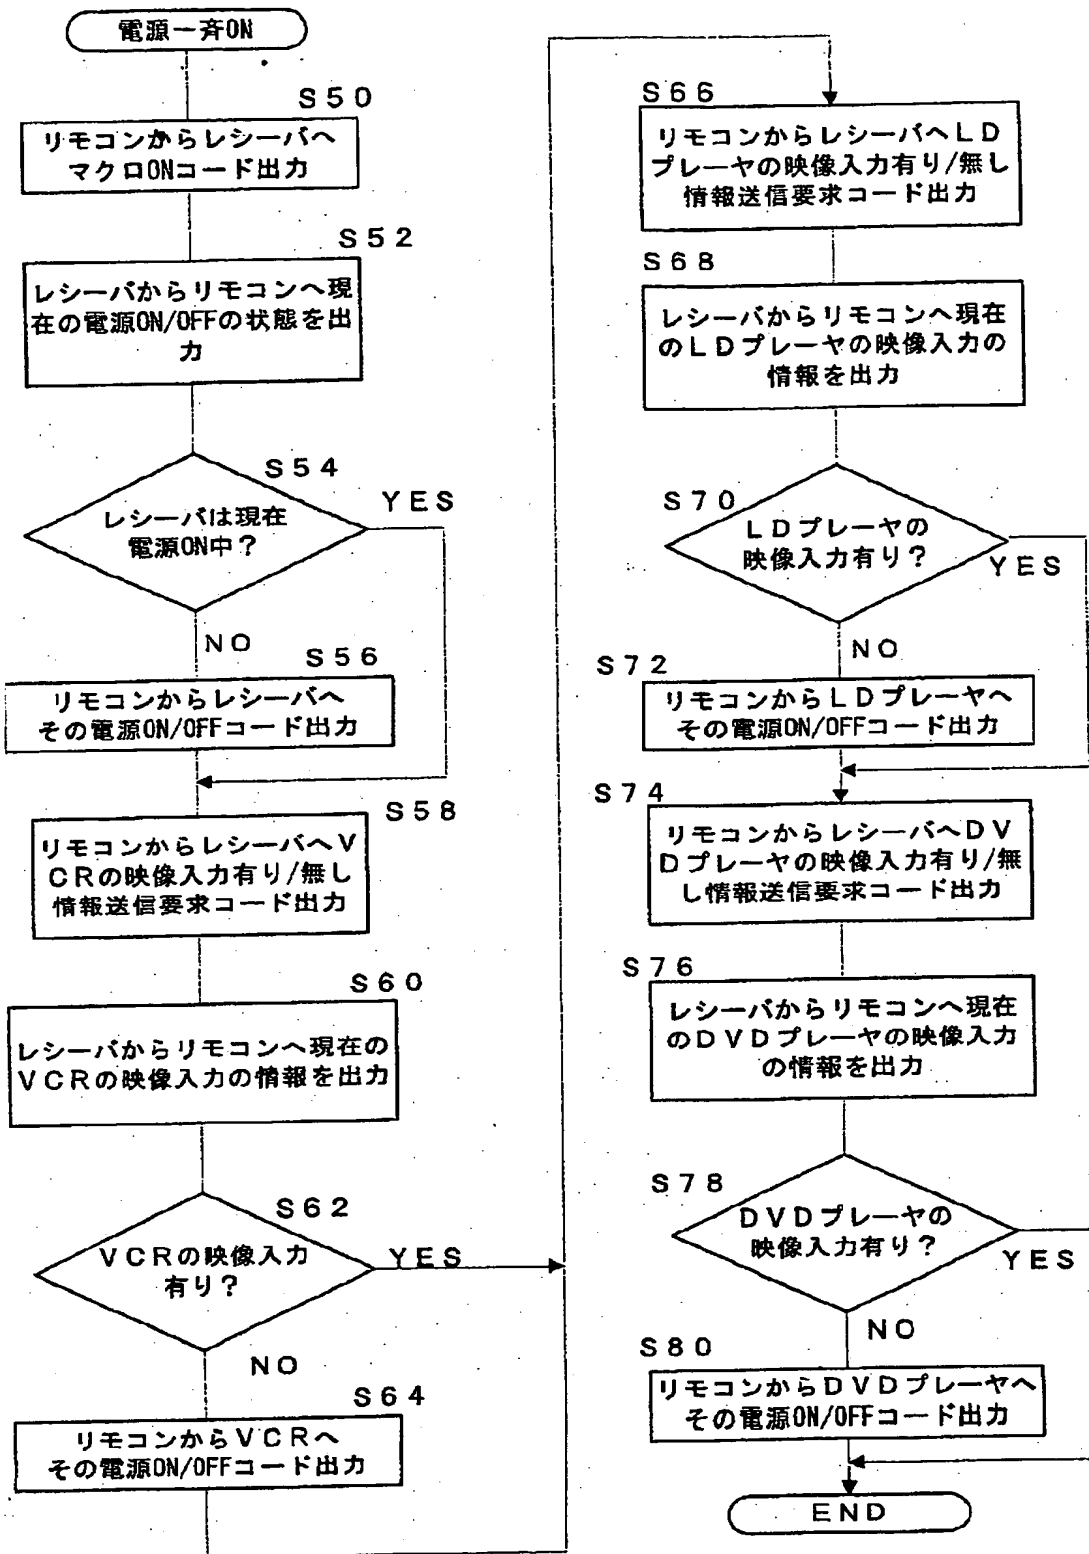 電源一斉ON
S50
リモコンからレシーバへ
マクロONコード出力
S52
レシーバからリモコンへ現
在の電源ON/OFFの状態を出
力
S54
レシーバは現在
電源ON中?
YES
NO
S56
リモコンからレシーバへ
その電源ON/OFFコード出力
S58
リモコンからレシーバへV
CRの映像入力有り/無し
情報送信要求コード出力
S60
レシーバからリモコンへ現在の
VCRの映像入力の情報を出力
S62
VCRの映像入力
有り?
YES
NO
S64
リモコンからVCRへ
その電源ON/OFFコード出力
S66
リモコンからレシーバへLD
プレーヤの映像入力有り/無し
情報送信要求コード出力
S68
レシーバからリモコンへ現在
のLDプレーヤの映像入力の
情報を出力
S70
LDプレーヤの
映像入力有り?
YES
NO
S72
リモコンからLDプレーヤへ
その電源ON/OFFコード出力
S74
リモコンからレシーバへDV
Dプレーヤの映像入力有り/無
し情報送信要求コード出力
S76
レシーバからリモコンへ現在
のDVDプレーヤの映像入力
の情報を出力
S78
DVDプレーヤの
映像入力有り?
YES
NO
S80
リモコンからDVDプレーヤへ
その電源ON/OFFコード出力
END